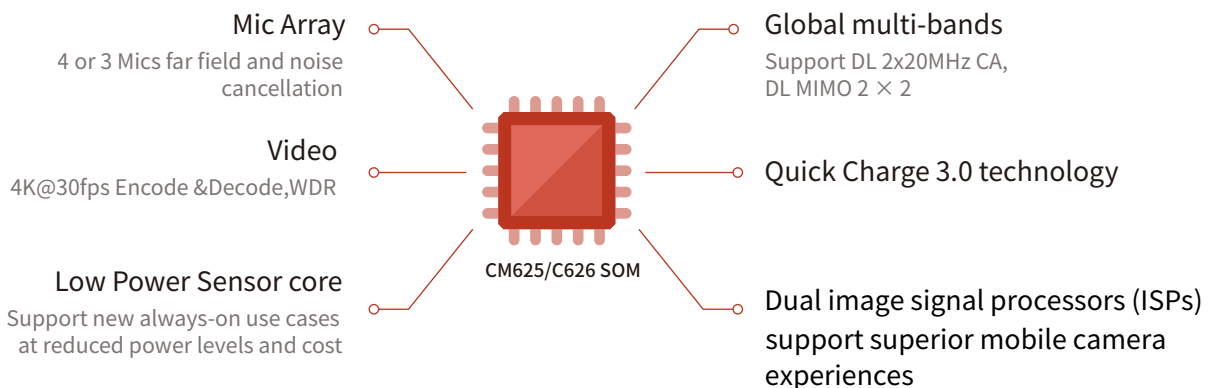 Mic Array
4 or 3 Mics far field and noise
cancellation
Video
4K@30fps Encode &Decode,WDR
Low Power Sensor core
Support new always-on use cases
at reduced power levels and cost
CM625/C626 SOM
Global multi-bands
Support DL 2x20MHz CA,
DL MIMO 2 × 2
Quick Charge 3.0 technology
Dual image signal processors (ISPs)
support superior mobile camera
experiences